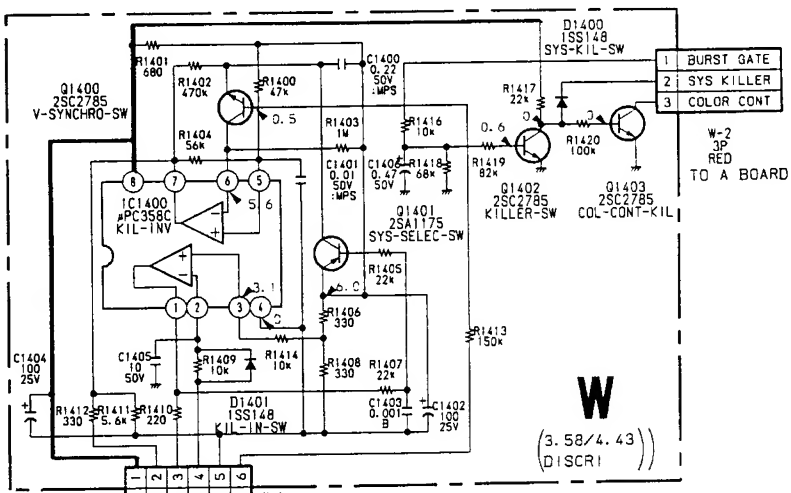 D1400
1SS148
SYS-KIL-SW
R1401
680
R1402
470k
R1400
47k
C1400
0.22
50V
:MPS
R1417
22k
1 BURST GATE
2 SYS KILLER
3 COLOR CONT
Q1400
2SC2785
V-SYNCHRO-SW
0.5
R1403
1M
R1416
10k
0
0
W-2
3P
RED
TO A BOARD
R1404
56k
C1401
0.01
50V
:MPS
C1406
0.47
50V
R1418
68k
0.6
R1419
82k
R1420
100k
Q1402
2SC2785
KILLER-SW
Q1403
2SC2785
COL-CONT-KIL
8
7
6
5
5.6
IC1400
μPC358C
KIL-INV
Q1401
2SA1175
SYS-SELEC-SW
R1405
22k
1
2
3
4
3.1
0
6.0
R1406
330
R1413
150k
C1404
100
25V
C1405
10
50V
R1409
10k
R1414
10k
R1408
330
R1407
22k
D1401
1SS148
KIL-IN-SW
C1403
0.001
B
C1402
100
25V
R1412
330
R1411
5.6k
R1410
220
W
(3.58/4.43)
DISCRI
1 2 3 4 5 6